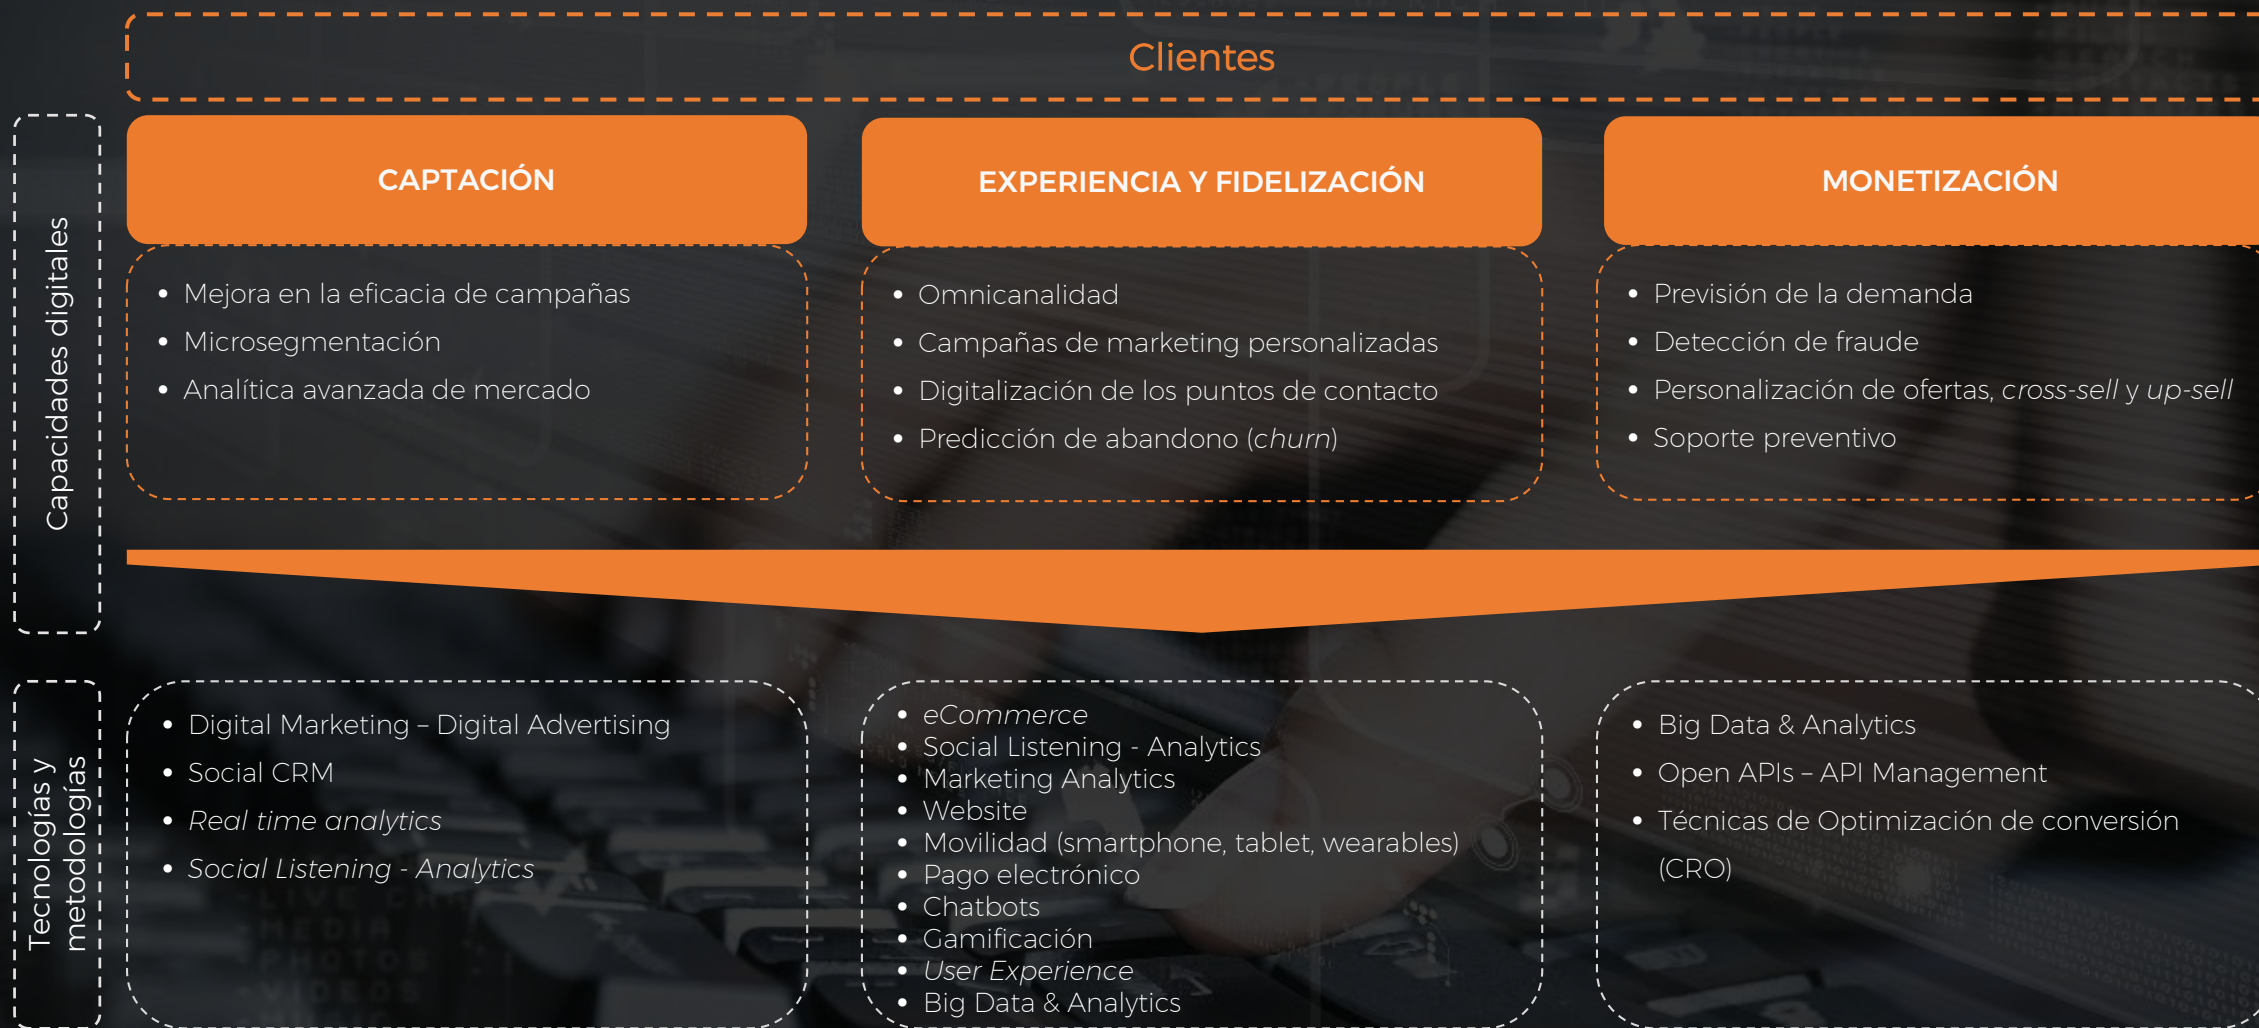 Clientes
Capacidades digitales
CAPTACIÓN
• Mejora en la eficacia de campañas
• Microsegmentación
• Analítica avanzada de mercado
EXPERIENCIA Y FIDELIZACIÓN
• Omnicanalidad
• Campañas de marketing personalizadas
• Digitalización de los puntos de contacto
• Predicción de abandono (churn)
MONETIZACIÓN
• Previsión de la demanda
• Detección de fraude
• Personalización de ofertas, cross-sell y up-sell
• Soporte preventivo
Tecnologías y
metodologías
• Digital Marketing – Digital Advertising
• Social CRM
• Real time analytics
• Social Listening - Analytics
• eCommerce
• Social Listening - Analytics
• Marketing Analytics
• Website
• Movilidad (smartphone, tablet, wearables)
• Pago electrónico
• Chatbots
• Gamificación
• User Experience
• Big Data & Analytics
• Big Data & Analytics
• Open APIs – API Management
• Técnicas de Optimización de conversión
(CRO)